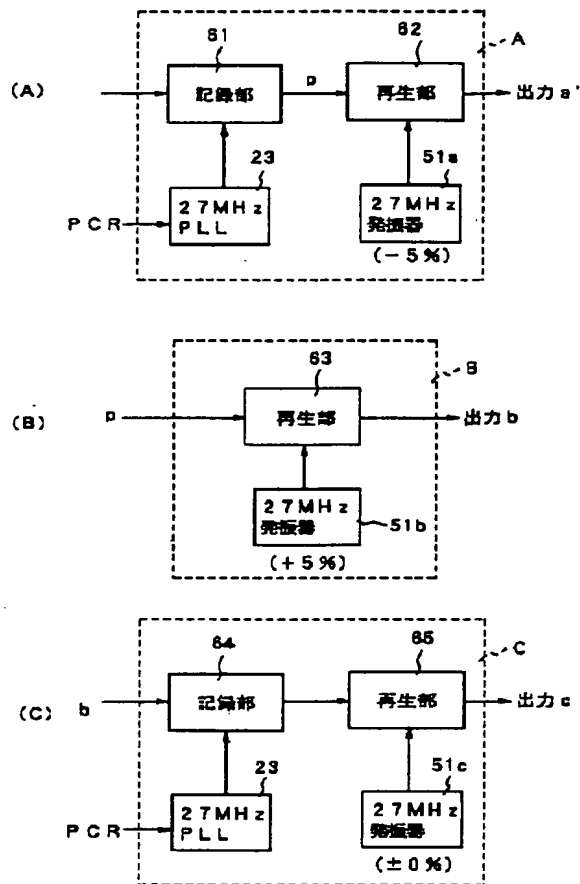 61
62
A
(A)
記録部
p
再生部
出力 a'
23
51a
PCR
27MHz
PLL
27MHz
発振器
(-5%)
63
B
(B)
p
再生部
出力 b
27MHz
発振器
51b
(+5%)
64
65
C
(C)
b
記録部
再生部
出力 c
23
51c
PCR
27MHz
PLL
27MHz
発振器
(±0%)